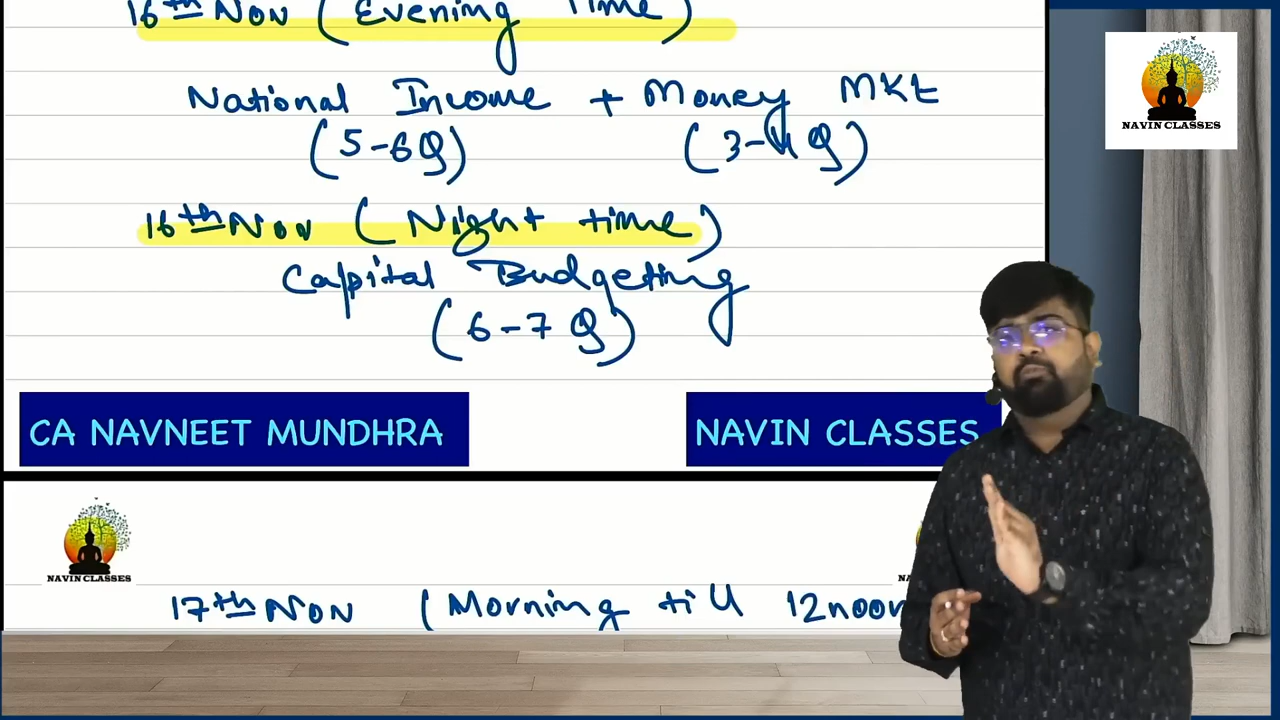 16th Nov (Evening Time)
National Income + Money Mkt
(5-6Q) (3-4Q)
16th Nov (Night time)
Capital Budgeting
(6-7Q)
CA NAVNEET MUNDHRA
NAVIN CLASSES
NAVIN CLASSES
NAVIN CLASSES
17th Nov (Morning till 12noon